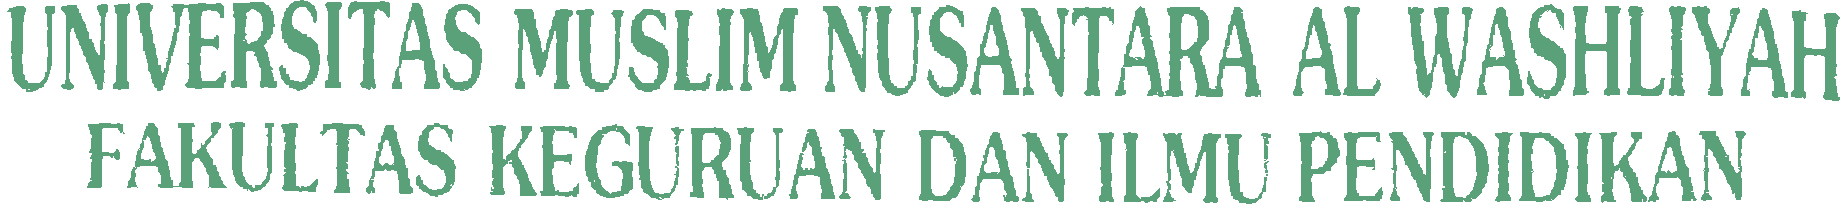 UNIVERSITAS MUSLIM NUSANTARA AL WASHLIYAH
FAKULTAS KEGURUAN DAN ILMU PENDIDIKAN